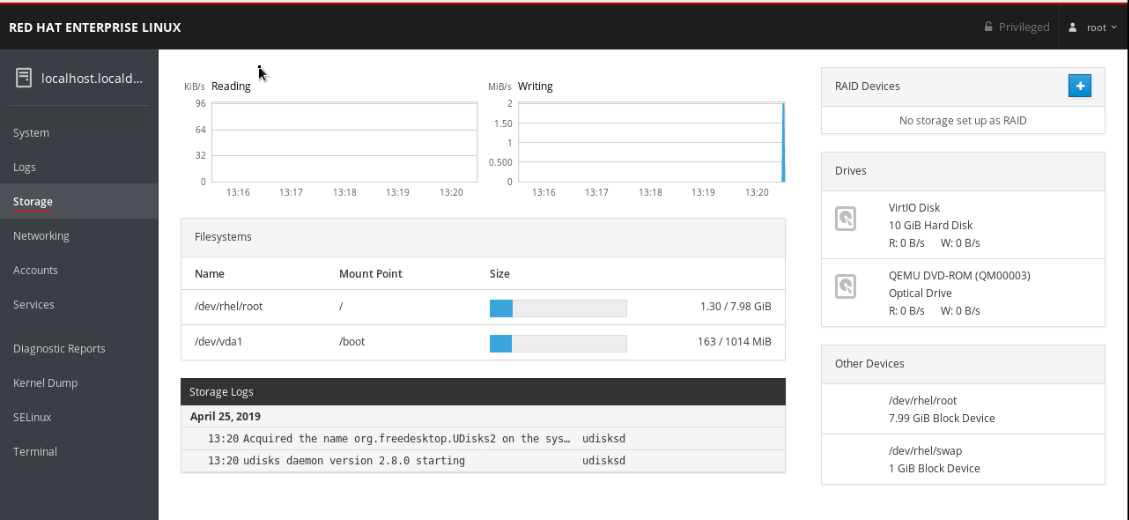 RED HAT ENTERPRISE LINUX
Privileged
root
localhost.locald...
System
Logs
Storage
Networking
Accounts
Services
Diagnostic Reports
Kernel Dump
SELinux
Terminal
KiB/s Reading
96
64
32
0
13:16 13:17 13:18 13:19 13:20
MiB/s Writing
2
1.50
1
0.500
0
13:16 13:17 13:18 13:19 13:20
Filesystems
Name Mount Point Size
/dev/rhel/root / 1.30 / 7.98 GiB
/dev/vda1 /boot 163 / 1014 MiB
Storage Logs
April 25, 2019
13:20 Acquired the name org.freedesktop.UDisks2 on the sys… udisksd
13:20 udisks daemon version 2.8.0 starting udisksd
RAID Devices
No storage set up as RAID
Drives
VirtIO Disk
10 GiB Hard Disk
R: 0 B/s W: 0 B/s
QEMU DVD-ROM (QM00003)
Optical Drive
R: 0 B/s W: 0 B/s
Other Devices
/dev/rhel/root
7.99 GiB Block Device
/dev/rhel/swap
1 GiB Block Device